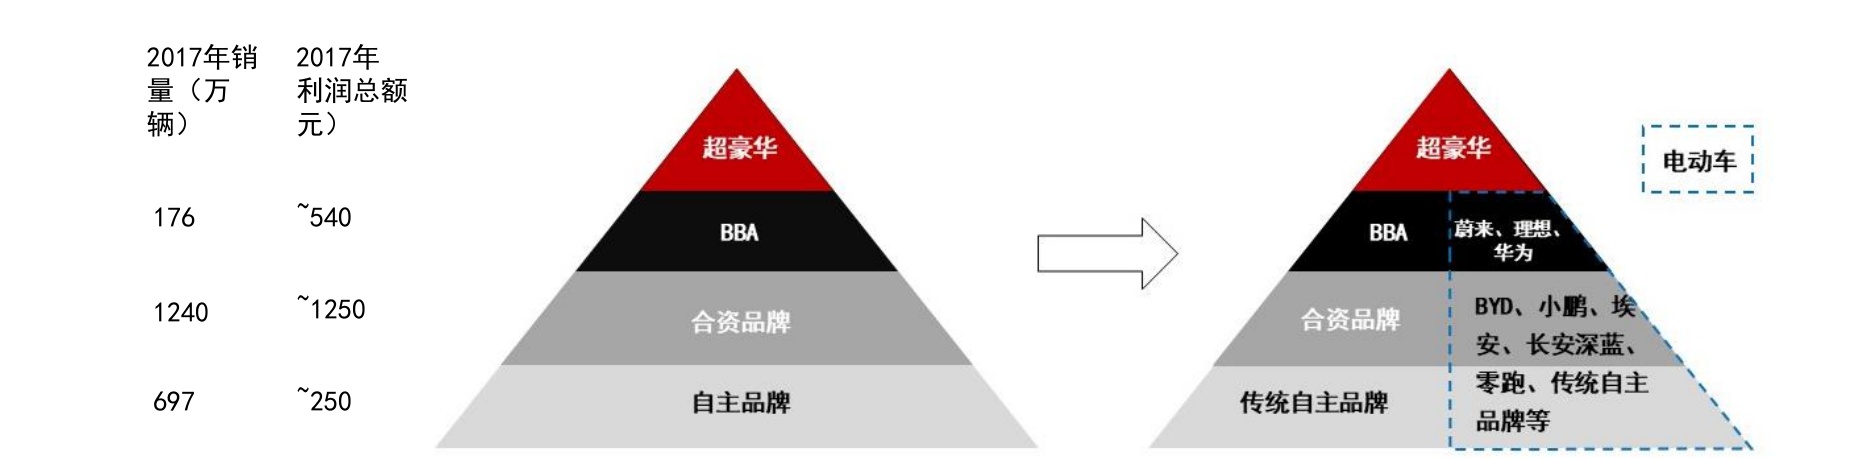 2017年销
量（万
辆）
2017年
利润总额
元）
176
~540
1240
~1250
697
~250
超豪华
BBA
合资品牌
自主品牌
超豪华
BBA
蔚来、理想、
华为
合资品牌
BYD、小鹏、埃
安、长安深蓝、
零跑、传统自主
品牌等
传统自主品牌
电动车